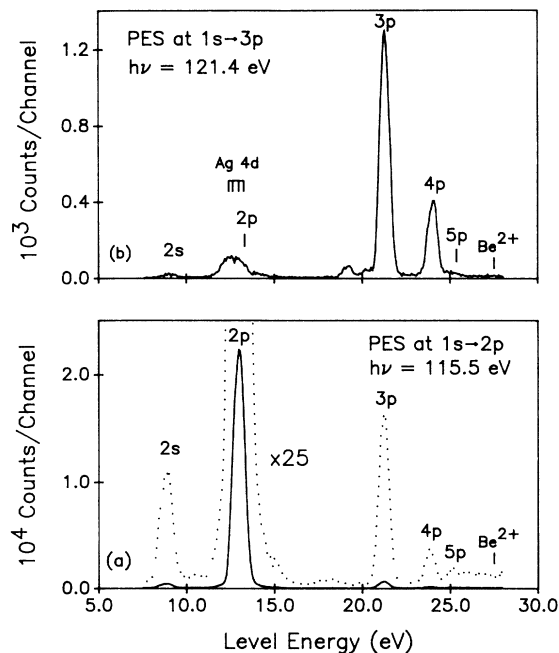 10³ Counts/Channel
1.2
0.8
0.4
0.0
PES at 1s→3p
hν = 121.4 eV
3p
Ag 4d
2p
4p
5p
Be²⁺
2s
(b)
10⁴ Counts/Channel
2.0
1.0
0.0
2p
PES at 1s→2p
hν = 115.5 eV
2s
x25
3p
4p
5p
Be²⁺
(a)
5.0 10.0 15.0 20.0 25.0 30.0
Level Energy (eV)